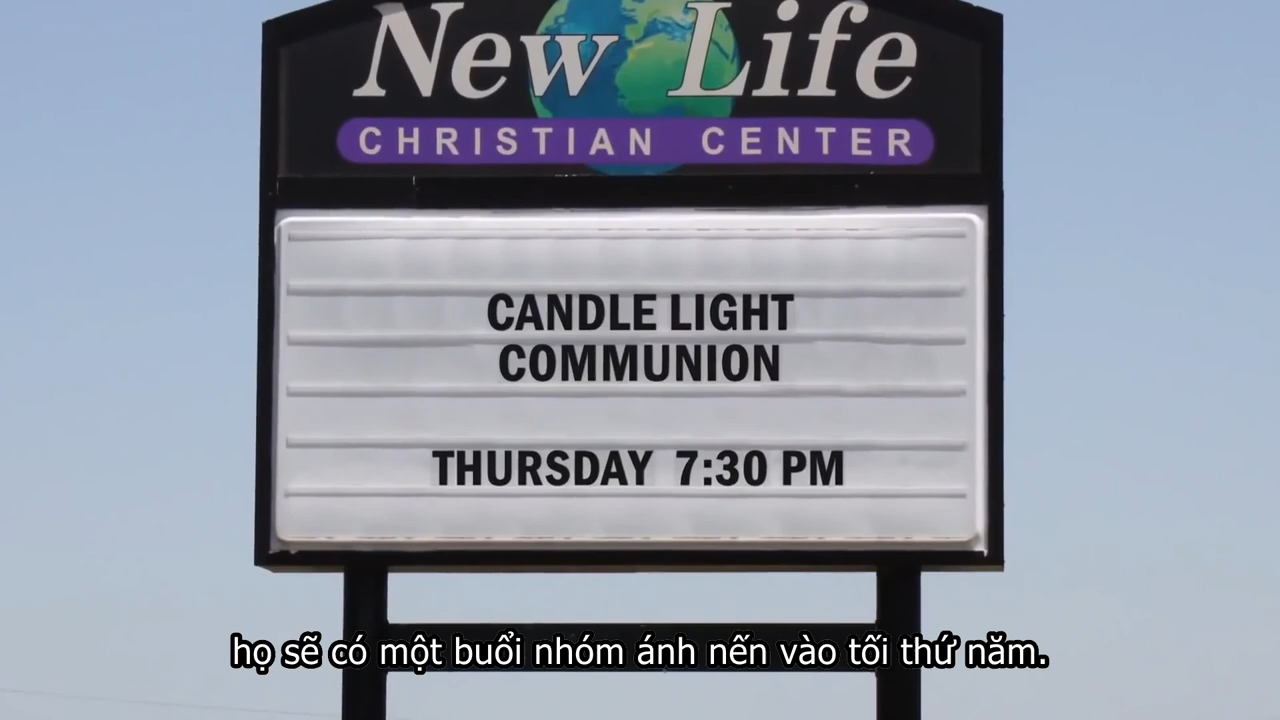 New Life
CHRISTIAN CENTER
CANDLE LIGHT
COMMUNION
THURSDAY 7:30 PM
họ sẽ có một buổi nhóm ánh nến vào tối thứ năm.